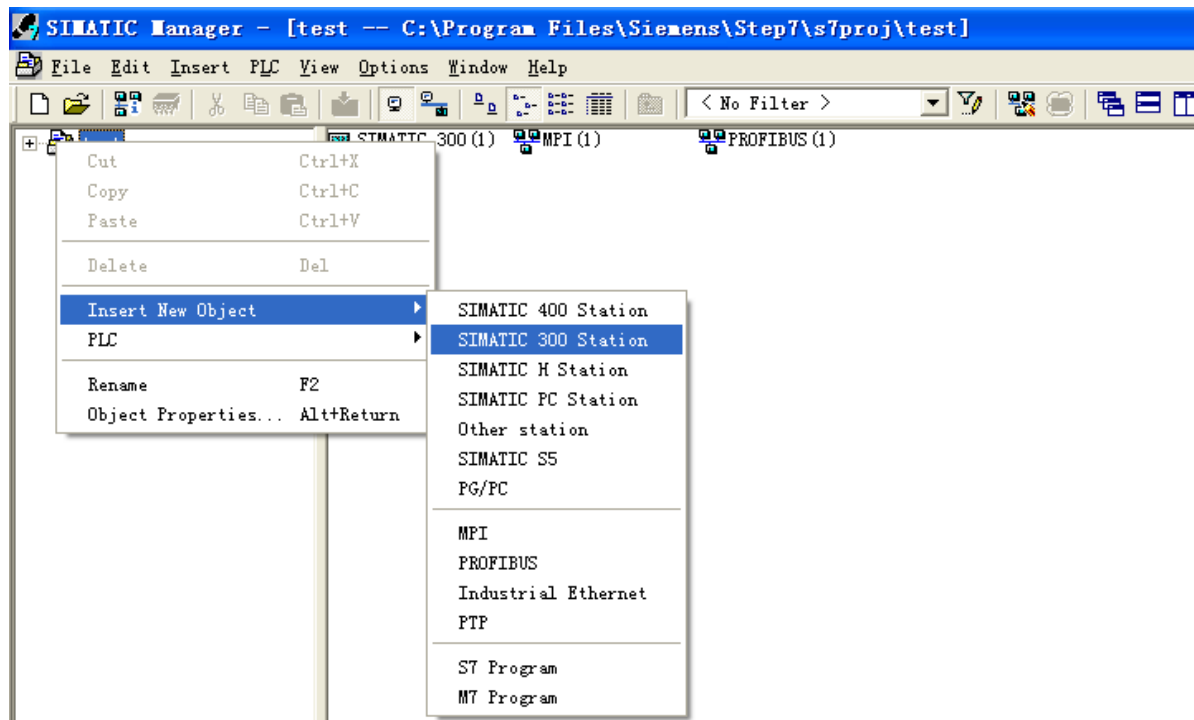 SIMATIC Manager - [test -- C:\Program Files\Siemens\Step7\s7proj\test]
File Edit Insert PLC View Options Window Help
< No Filter >
SIMATIC 300(1) MPI(1) PROFIBUS(1)
Cut Ctrl+X
Copy Ctrl+C
Paste Ctrl+V
Delete Del
Insert New Object
PLC
Rename F2
Object Properties... Alt+Return
SIMATIC 400 Station
SIMATIC 300 Station
SIMATIC H Station
SIMATIC PC Station
Other station
SIMATIC S5
PG/PC
MPI
PROFIBUS
Industrial Ethernet
PTP
S7 Program
M7 Program